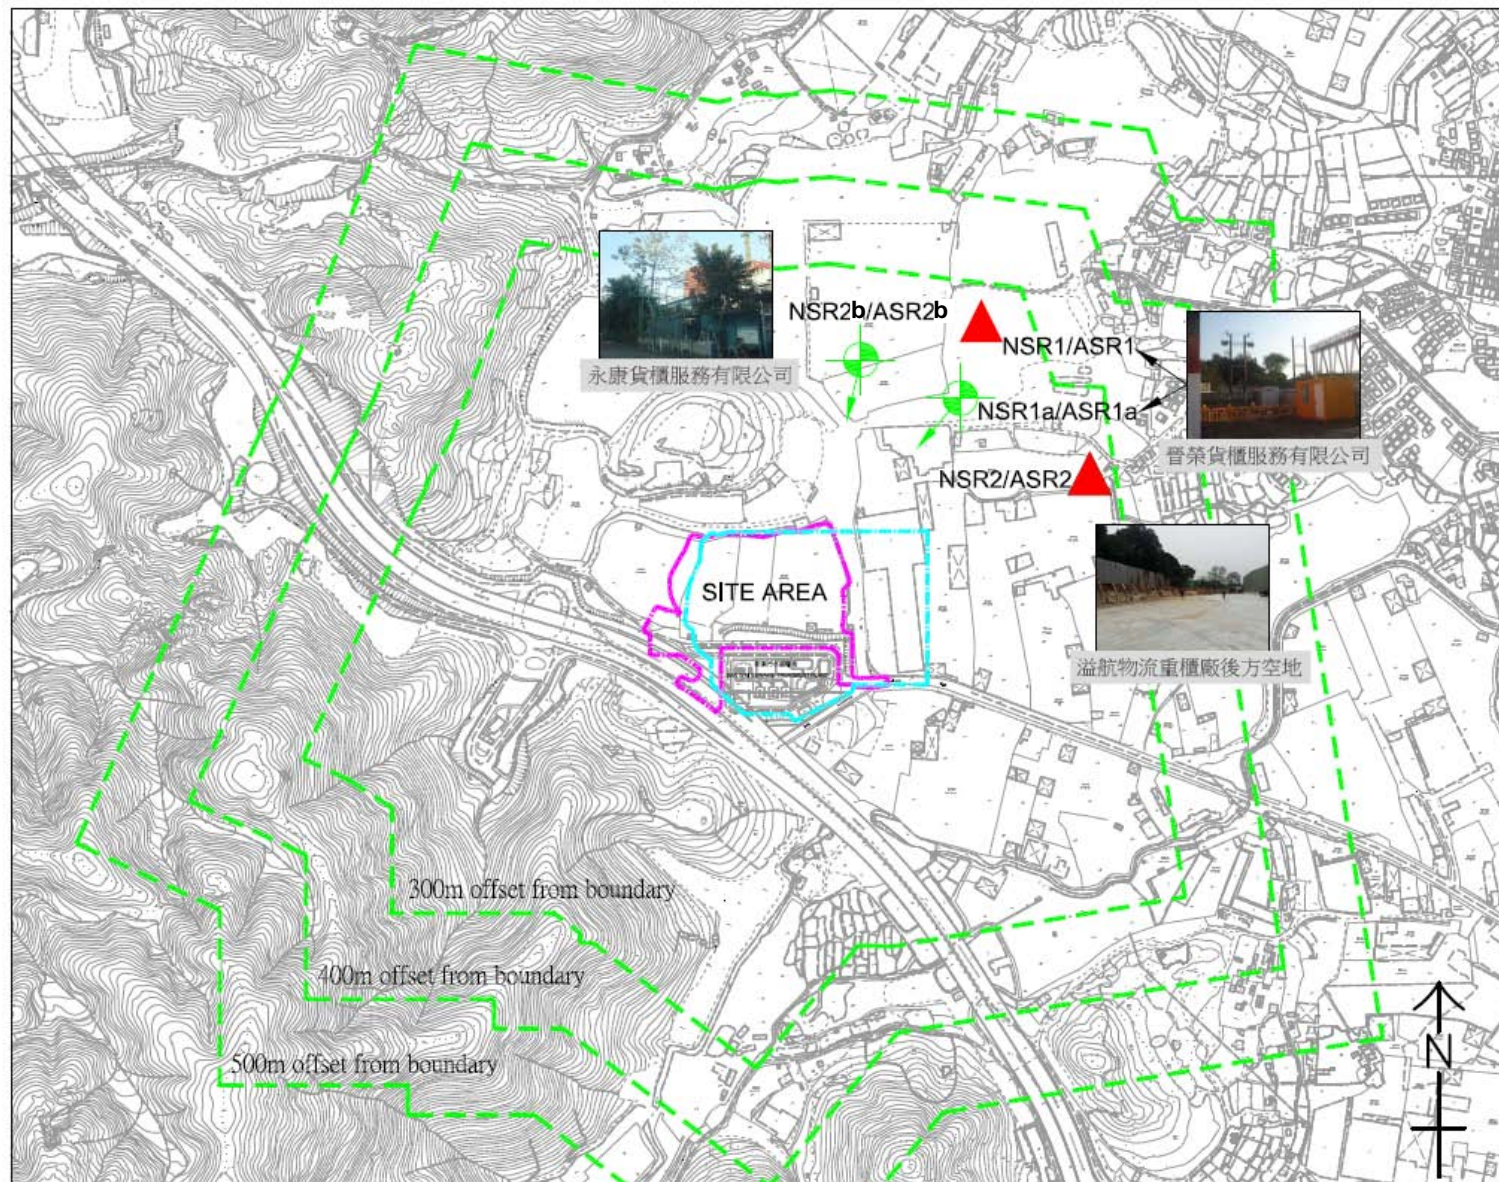 NSR2b/ASR2b
NSR1/ASR1
永康貨櫃服務有限公司
NSR1a/ASR1a
晉榮貨櫃服務有限公司
NSR2/ASR2
SITE AREA
溢航物流重櫃廠後方空地
300m offset from boundary
400m offset from boundary
500m offset from boundary
N